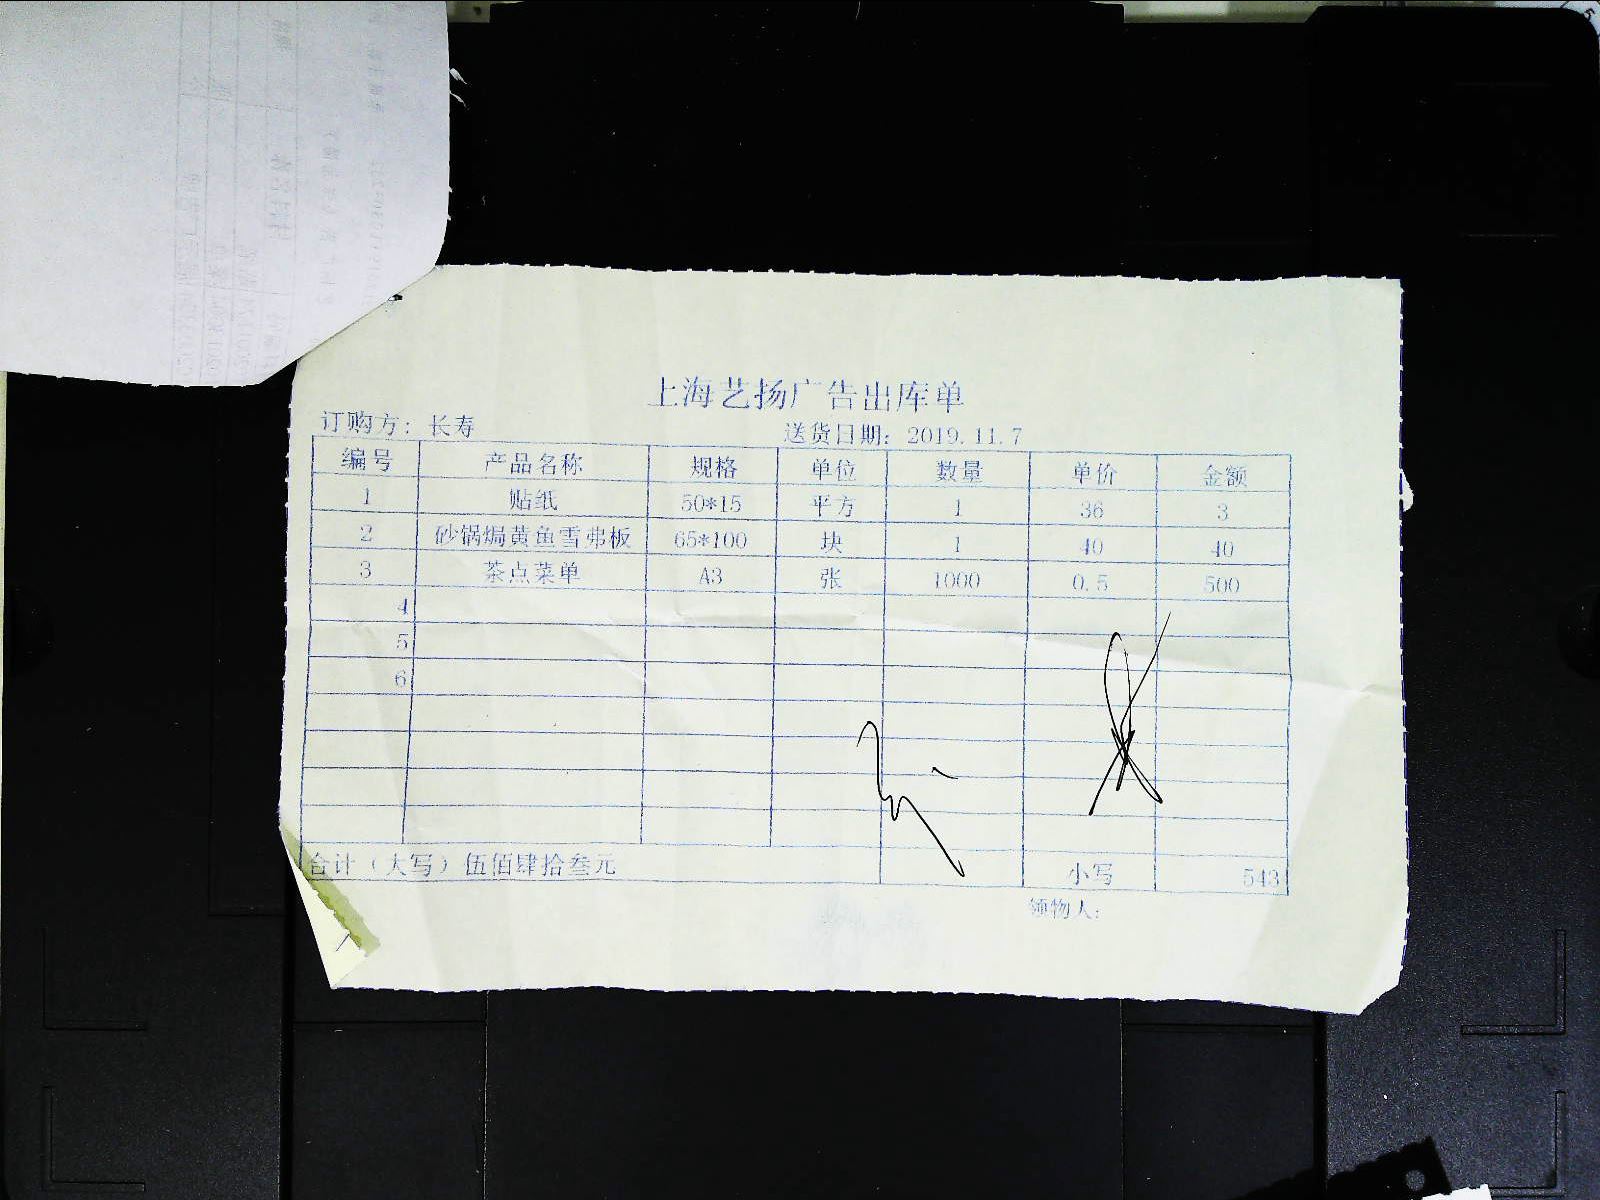 上海艺扬广告出库单
订购方：长寿 送货日期：2019.11.7
编号 产品名称 规格 单位 数量 单价 金额
1 贴纸 50*15 平方 1 36 3
2 砂锅焗黄鱼雪弗板 65*100 块 1 40 40
3 茶点菜单 A3 张 1000 0.5 500
4
5
6
合计（大写）伍佰肆拾叁元 小写 543
领物人：